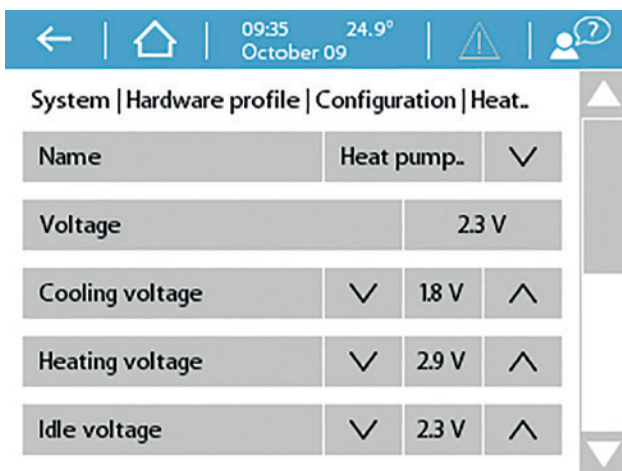 09:35 24.9°
October 09
?
System | Hardware profile | Configuration | Heat..
Name Heat pump..
Voltage 2.3 V
Cooling voltage 1.8 V
Heating voltage 2.9 V
Idle voltage 2.3 V